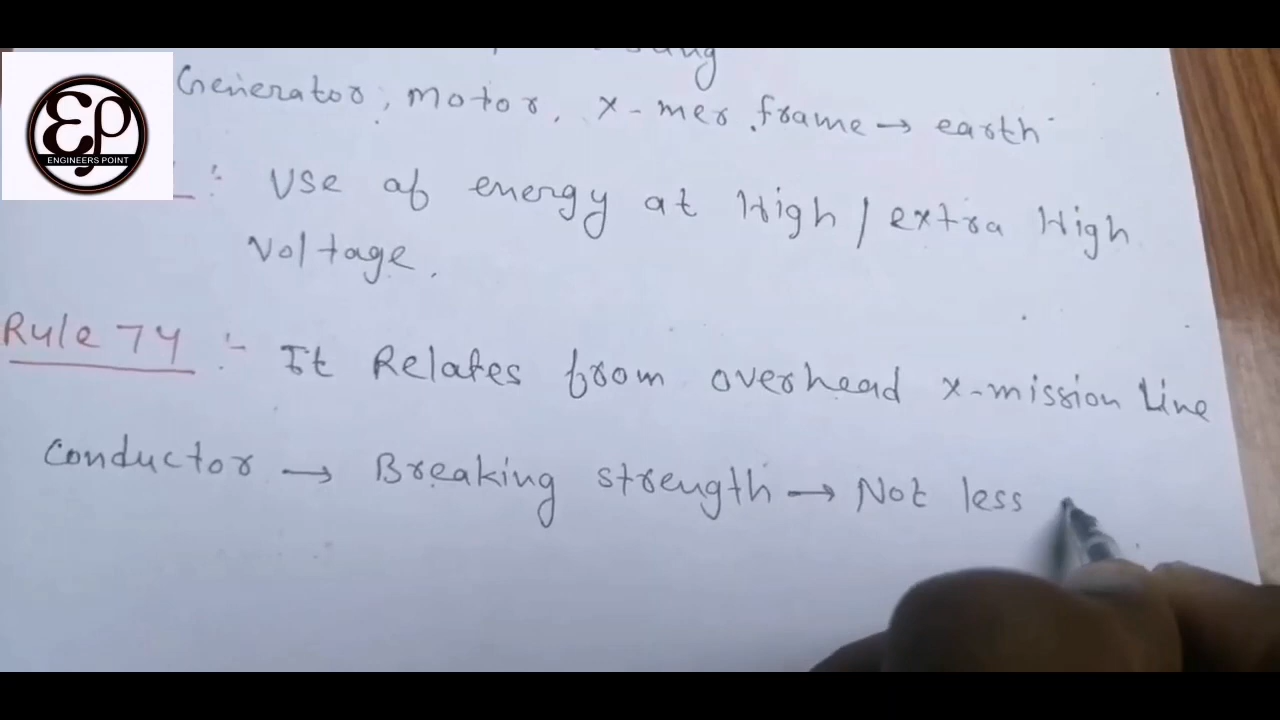 EP
ENGINEERS POINT
Generator, Motor, X-mer frame → earth
:- Use of energy at High / extra High
Voltage.
Rule 74 :- It Relates from overhead x-mission Line
Conductor → Breaking strength → Not less